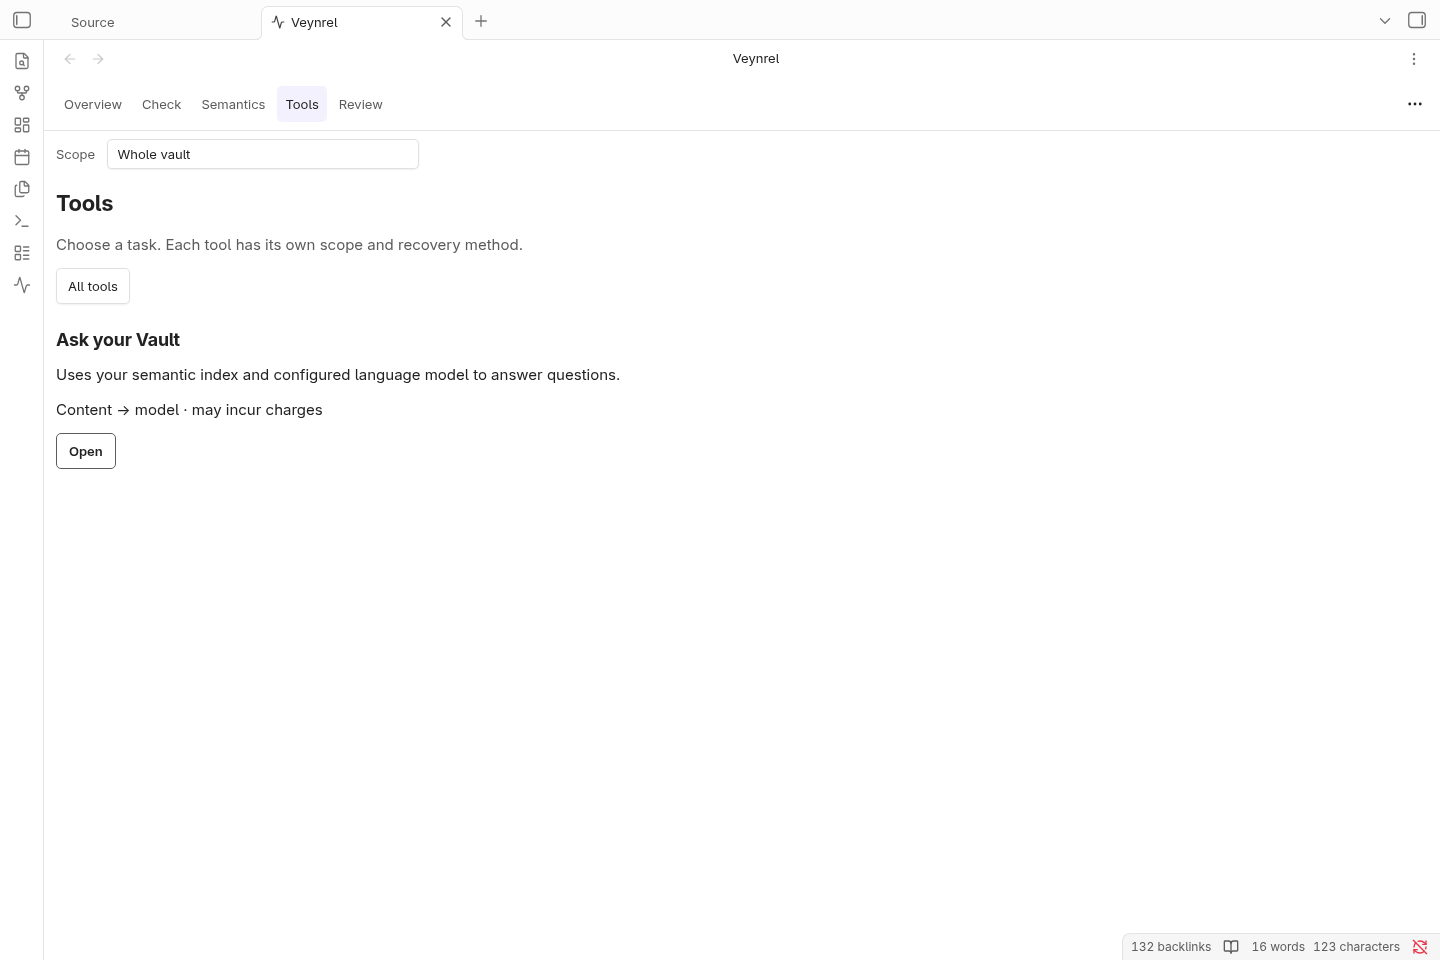 Source
Veynrel
Veynrel
Overview Check Semantics Tools Review
Scope Whole vault
Tools
Choose a task. Each tool has its own scope and recovery method.
All tools
Ask your Vault
Uses your semantic index and configured language model to answer questions.
Content → model · may incur charges
Open
132 backlinks 16 words 123 characters